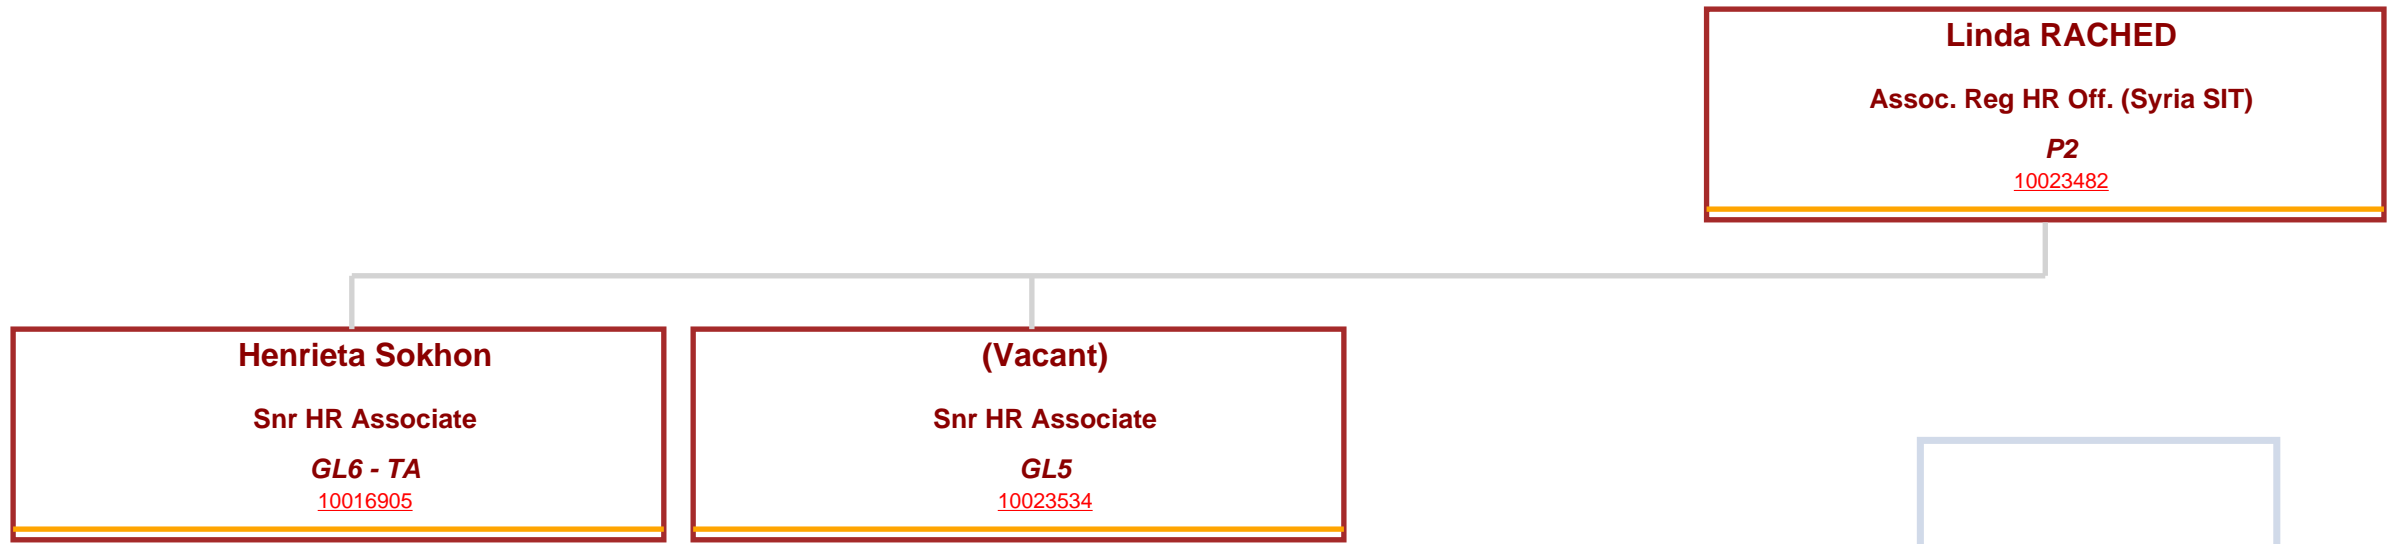 Linda RACHED
Assoc. Reg HR Off. (Syria SIT)
P2
10023482
Henrieta Sokhon
Snr HR Associate
GL6 - TA
10016905
(Vacant)
Snr HR Associate
GL5
10023534